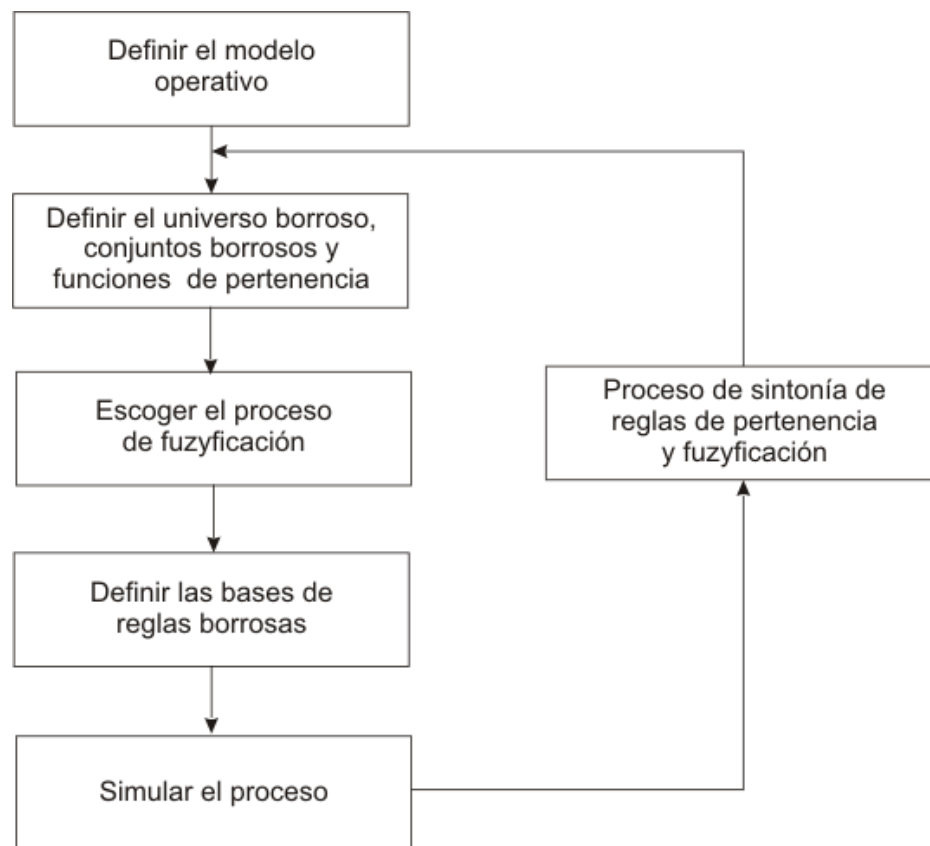 Definir el modelo
operativo
Definir el universo borroso,
conjuntos borrosos y
funciones de pertenencia
Escoger el proceso
de fuzyficación
Proceso de sintonía de
reglas de pertenencia
y fuzyficación
Definir las bases de
reglas borrosas
Simular el proceso